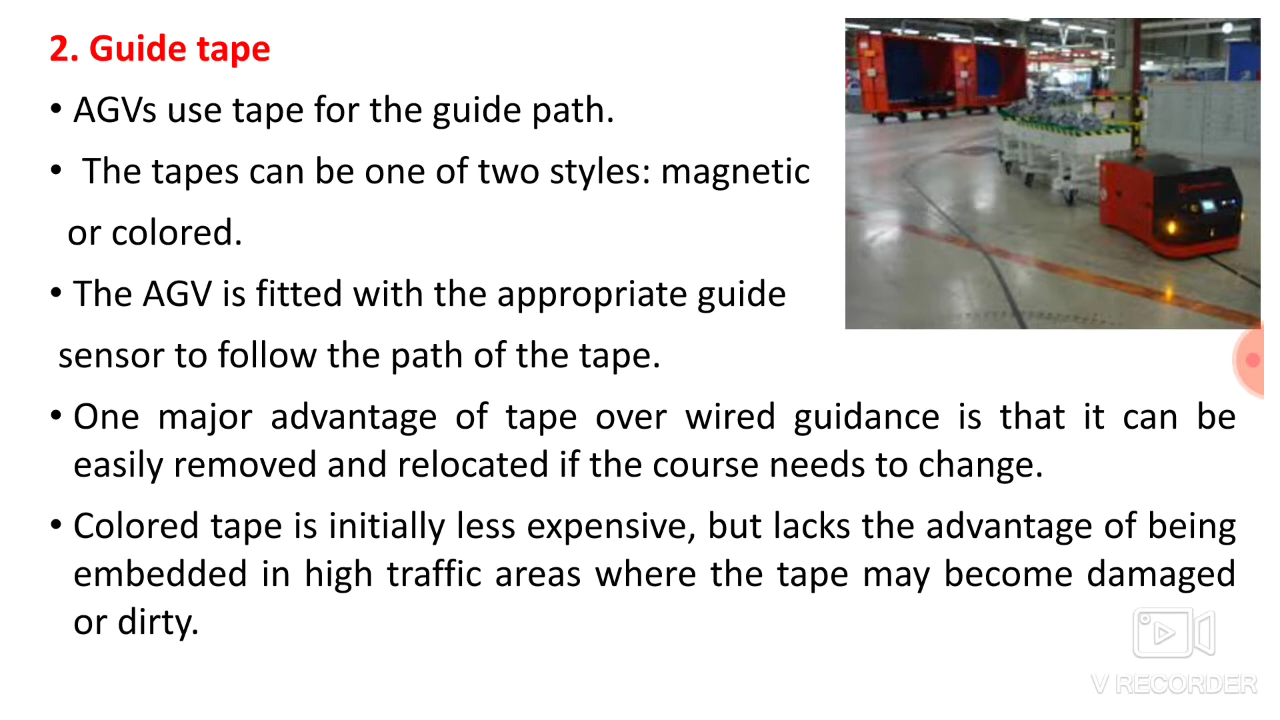 2. Guide tape
• AGVs use tape for the guide path.
• The tapes can be one of two styles: magnetic
or colored.
• The AGV is fitted with the appropriate guide
sensor to follow the path of the tape.
• One major advantage of tape over wired guidance is that it can be
easily removed and relocated if the course needs to change.
• Colored tape is initially less expensive, but lacks the advantage of being
embedded in high traffic areas where the tape may become damaged
or dirty.
V RECORDER